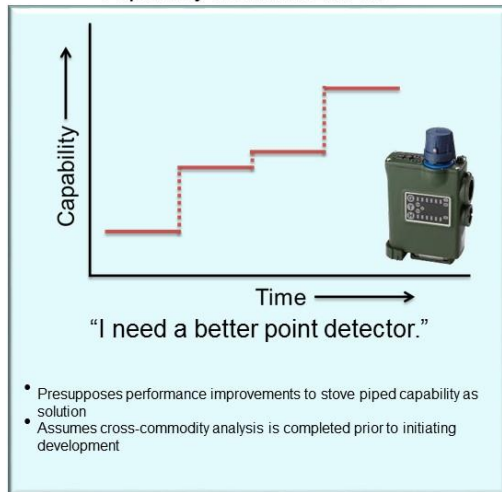 Capability
Time
“I need a better point detector.”
• Presupposes performance improvements to stove piped capability as
solution
• Assumes cross-commodity analysis is completed prior to initiating
development